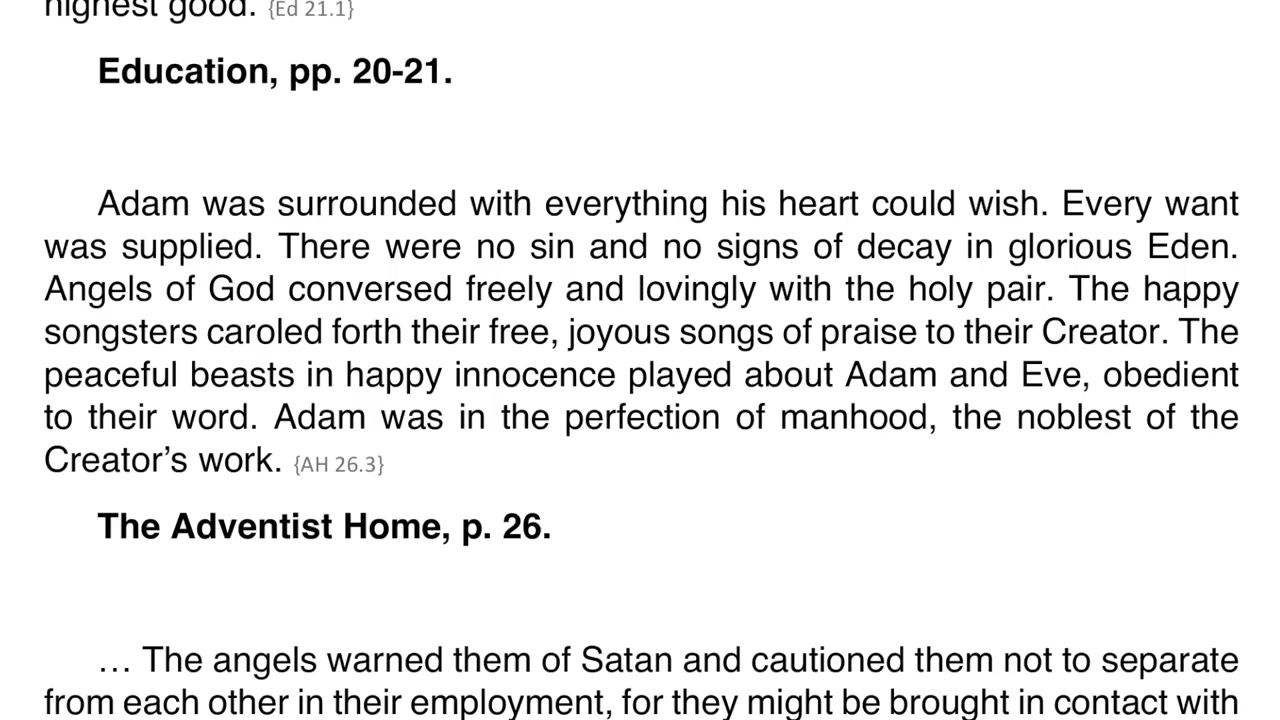 highest good. {Ed 21.1}
Education, pp. 20-21.
Adam was surrounded with everything his heart could wish. Every want
was supplied. There were no sin and no signs of decay in glorious Eden.
Angels of God conversed freely and lovingly with the holy pair. The happy
songsters caroled forth their free, joyous songs of praise to their Creator. The
peaceful beasts in happy innocence played about Adam and Eve, obedient
to their word. Adam was in the perfection of manhood, the noblest of the
Creator’s work. {AH 26.3}
The Adventist Home, p. 26.
… The angels warned them of Satan and cautioned them not to separate
from each other in their employment, for they might be brought in contact with